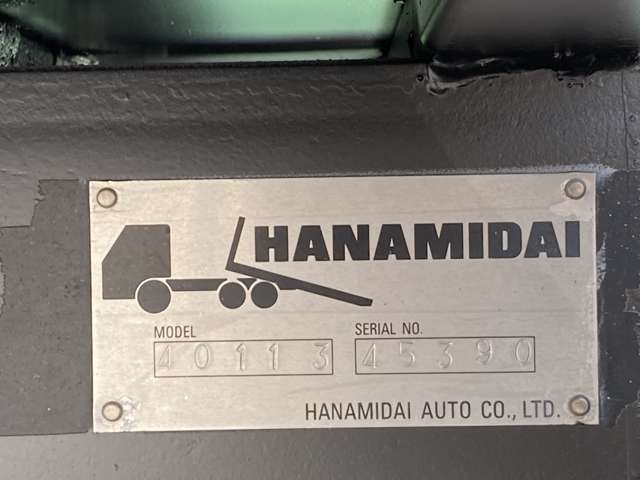 HANAMIDAI
MODEL SERIAL NO.
40113 45390
HANAMIDAI AUTO CO., LTD.